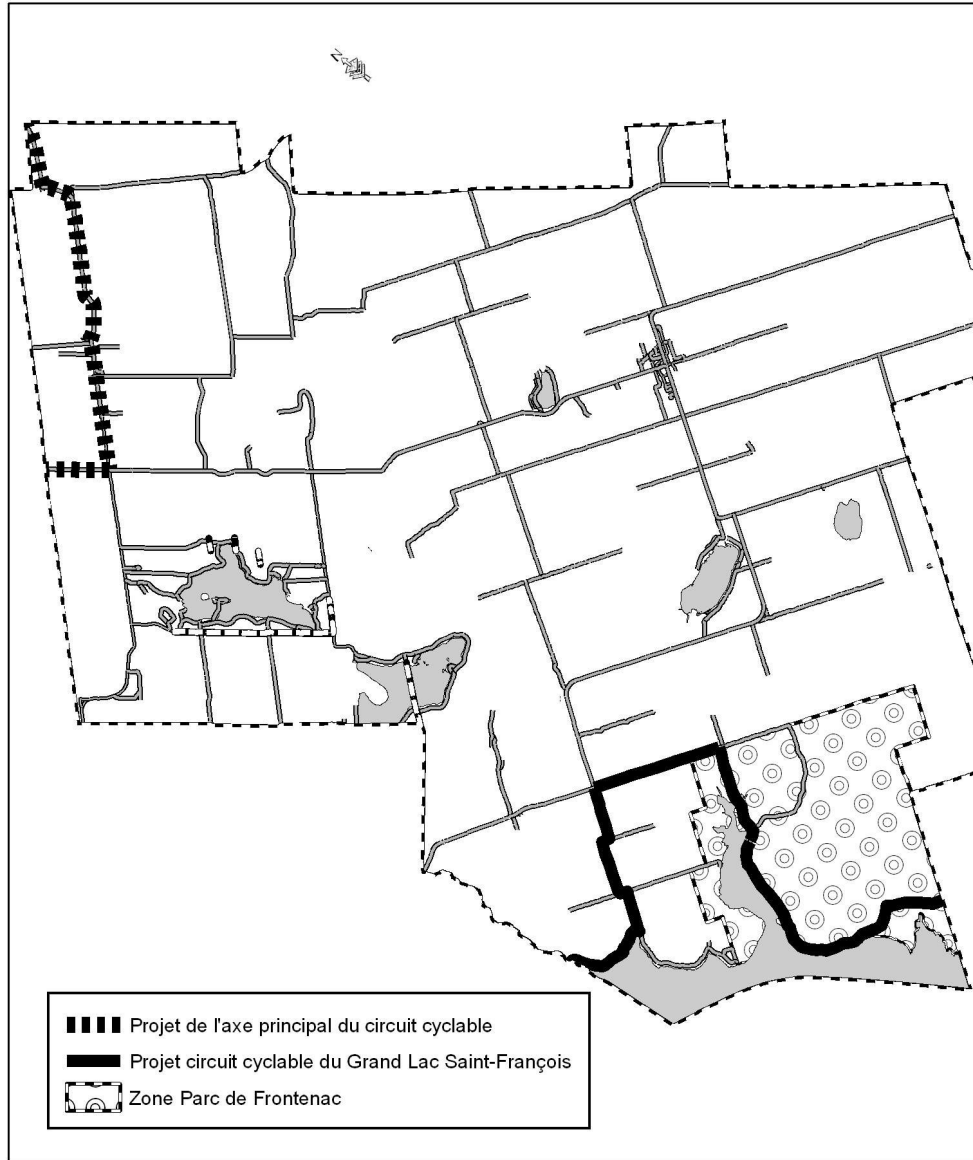 N
Projet de l'axe principal du circuit cyclable
Projet circuit cyclable du Grand Lac Saint-François
Zone Parc de Frontenac